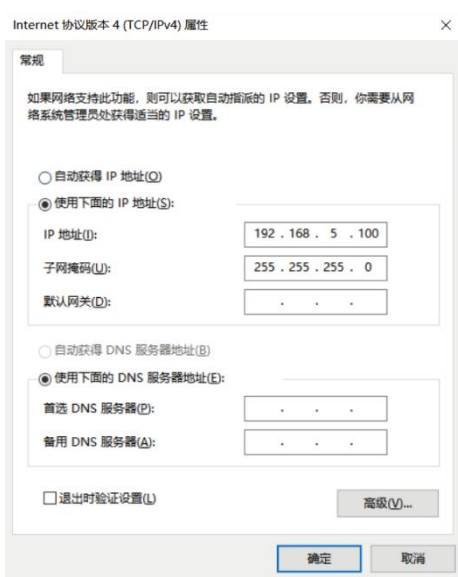 Internet 协议版本 4 (TCP/IPv4) 属性
常规
如果网络支持此功能，则可以获取自动指派的 IP 设置。否则，你需要从网
络系统管理员处获得适当的 IP 设置。
自动获得 IP 地址(O)
使用下面的 IP 地址(S):
IP 地址(I): 192 . 168 . 5 . 100
子网掩码(U): 255 . 255 . 255 . 0
默认网关(D): . . .
自动获得 DNS 服务器地址(B)
使用下面的 DNS 服务器地址(E):
首选 DNS 服务器(P): . . .
备用 DNS 服务器(A): . . .
退出时验证设置(L)
高级(V)...
确定 取消